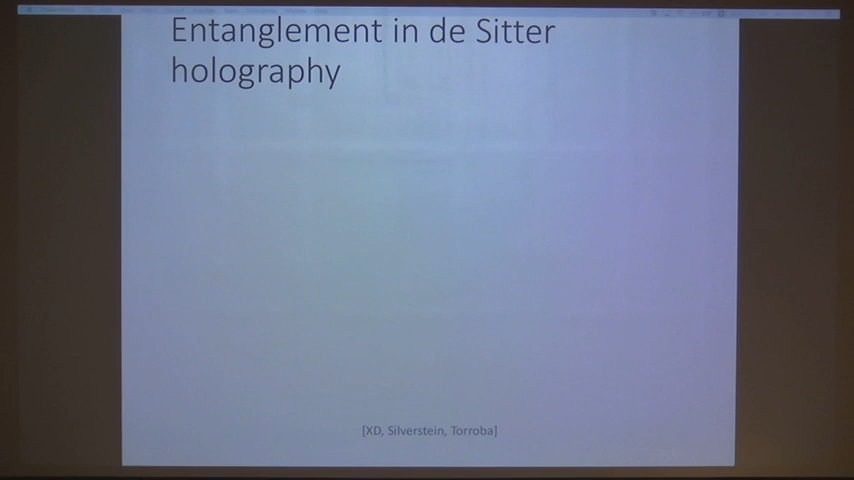 Entanglement in de Sitter
holography
[XD, Silverstein, Torroba]